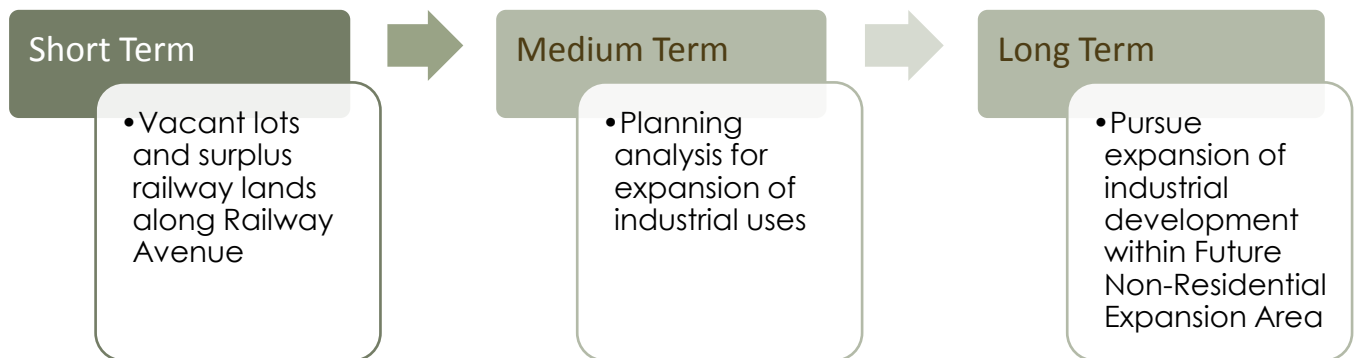 Short Term
•Vacant lots
and surplus
railway lands
along Railway
Avenue
Medium Term
•Planning
analysis for
expansion of
industrial uses
Long Term
•Pursue
expansion of
industrial
development
within Future
Non-Residential
Expansion Area